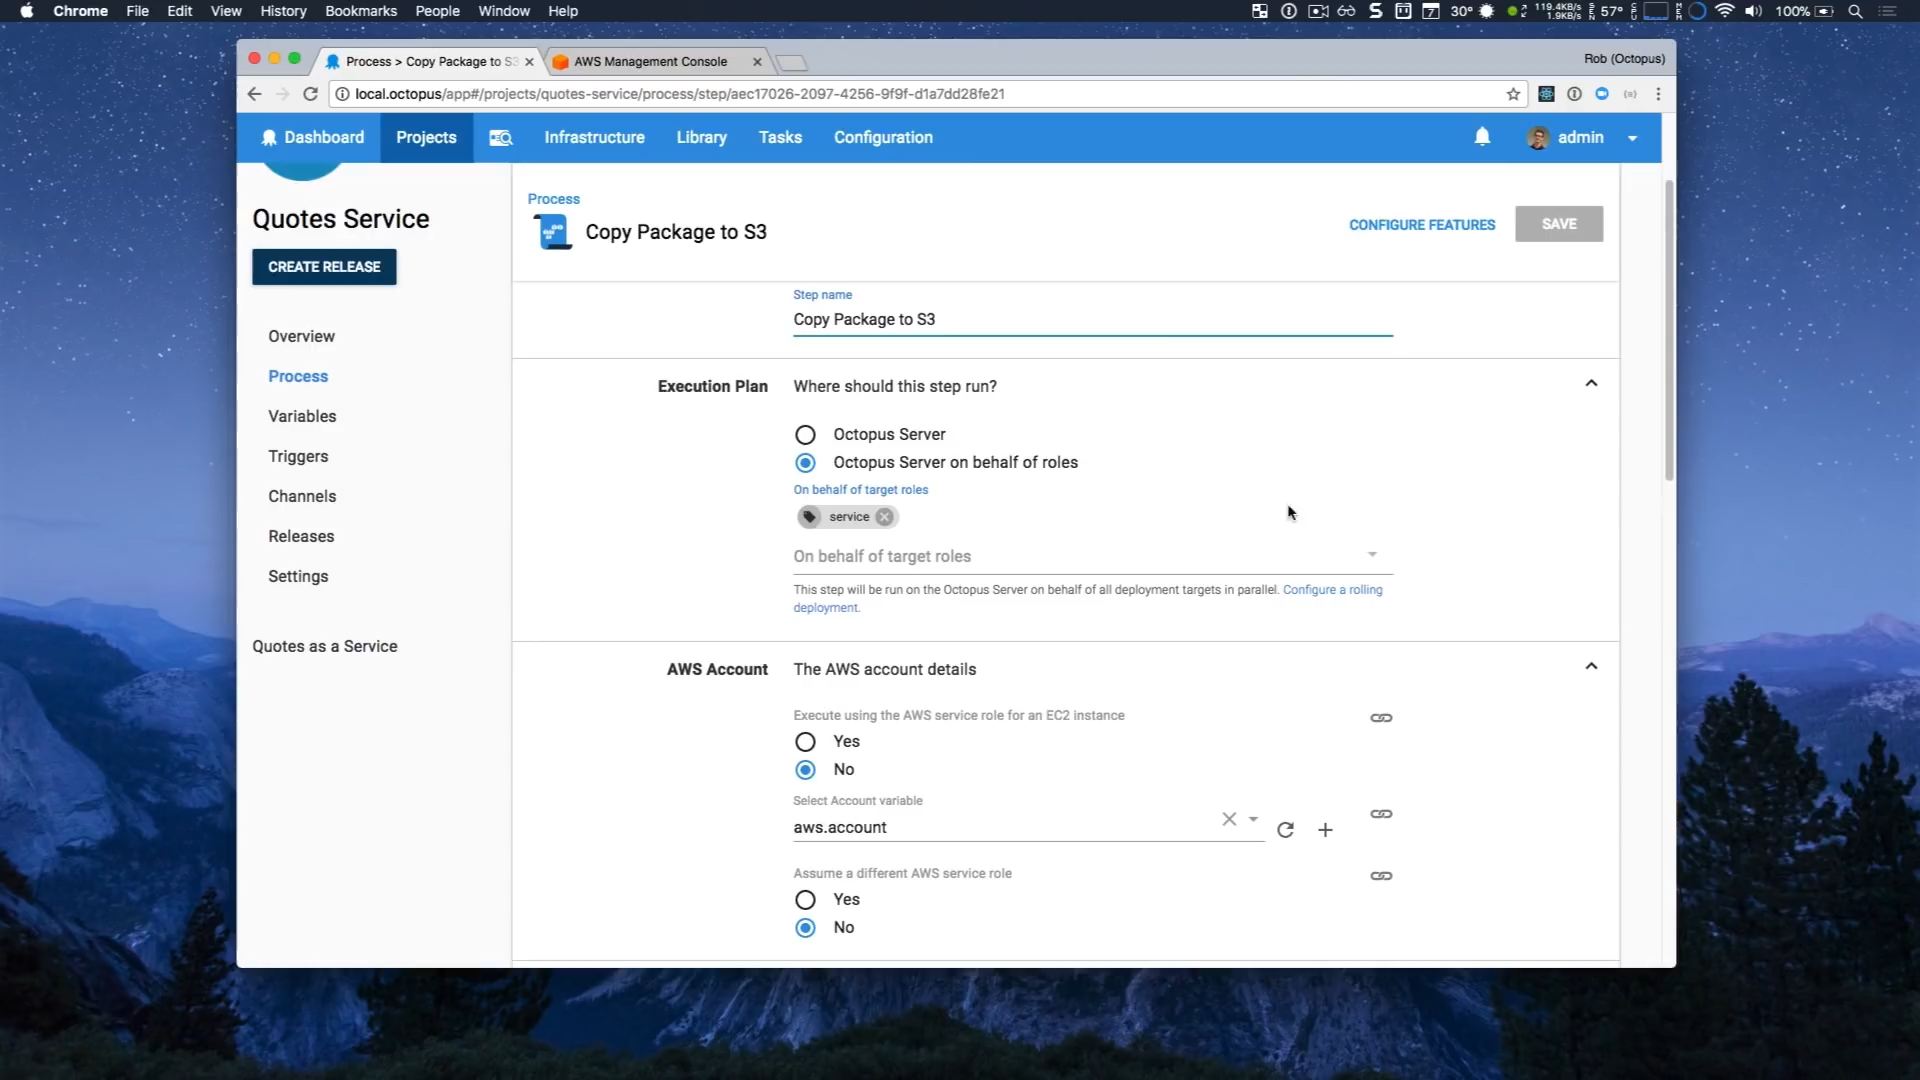 Chrome File Edit View History Bookmarks People Window Help
30° 119.4KB/s 1.9KB/s 57° 100%
Process > Copy Package to S3
AWS Management Console
Rob (Octopus)
local.octopus/app#/projects/quotes-service/process/step/aec17026-2097-4256-9f9f-d1a7dd28fe21
Dashboard Projects Infrastructure Library Tasks Configuration admin
Quotes Service
CREATE RELEASE
Overview
Process
Variables
Triggers
Channels
Releases
Settings
Quotes as a Service
Process
Copy Package to S3
CONFIGURE FEATURES
SAVE
Step name
Copy Package to S3
Execution Plan
Where should this step run?
Octopus Server
Octopus Server on behalf of roles
On behalf of target roles
service
On behalf of target roles
This step will be run on the Octopus Server on behalf of all deployment targets in parallel. Configure a rolling
deployment.
AWS Account
The AWS account details
Execute using the AWS service role for an EC2 instance
Yes
No
Select Account variable
aws.account
Assume a different AWS service role
Yes
No